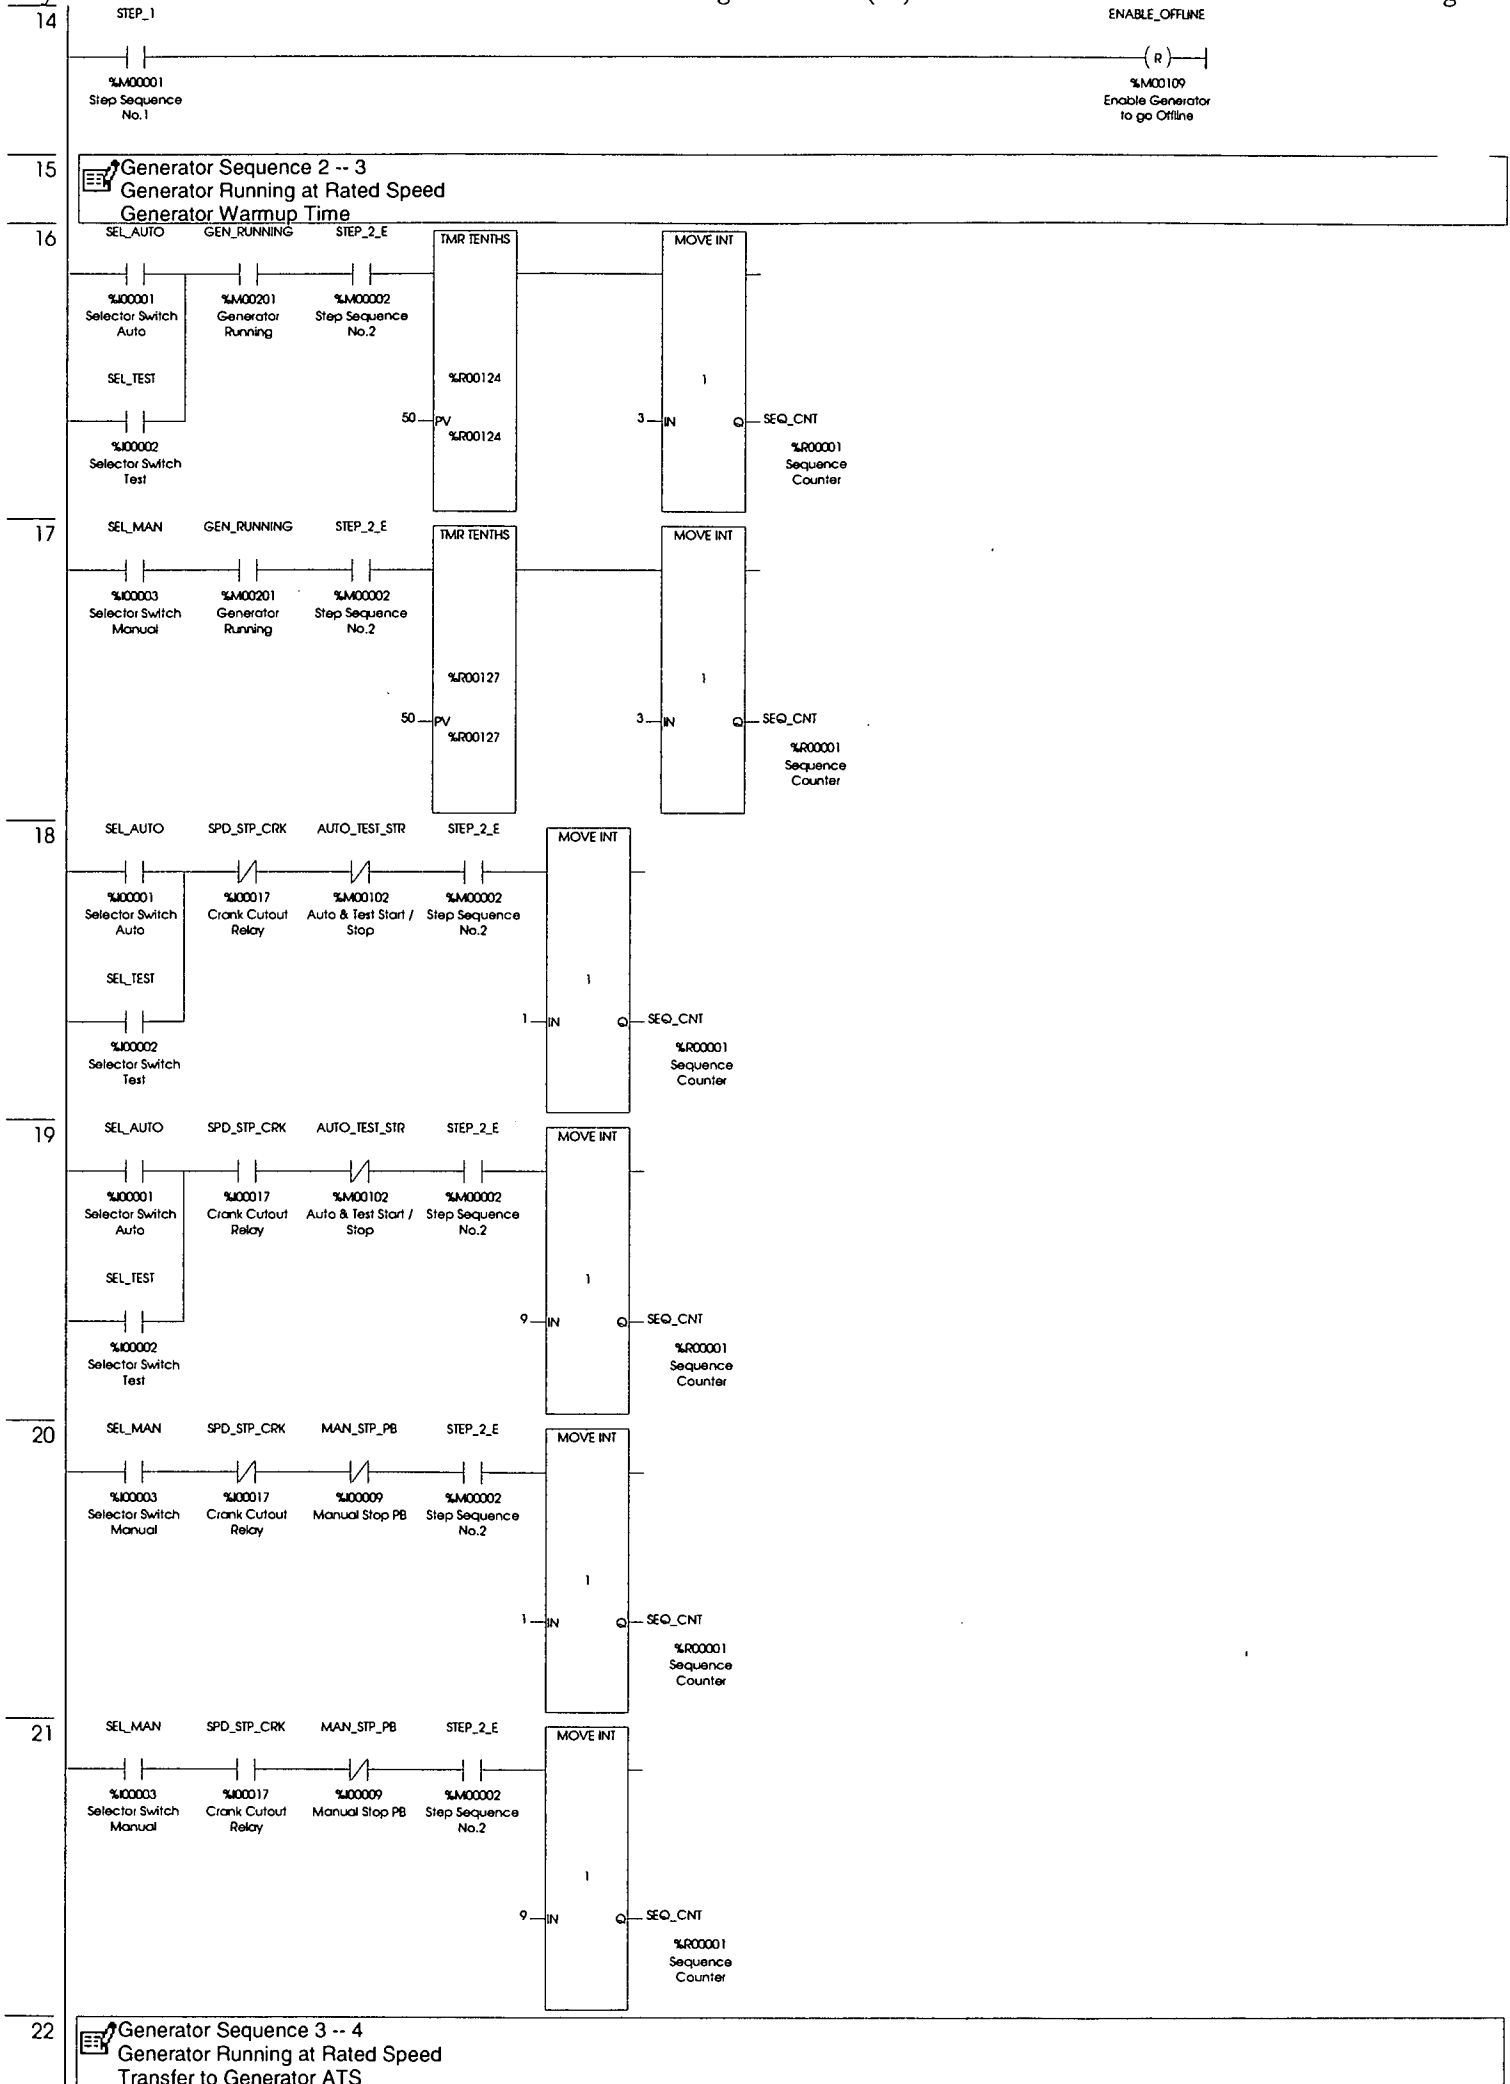 14
STEP_1
ENABLE_OFFLINE
(R)
%M00001
Step Sequence
No.1
%M00109
Enable Generator
to go Offline
15
Generator Sequence 2 -- 3
Generator Running at Rated Speed
Generator Warmup Time
16
SEL_AUTO GEN_RUNNING STEP_2_E TMR TENTHS MOVE INT
%I00001 %M00201 %M00002
Selector Switch Generator Step Sequence
Auto Running No.2
SEL_TEST %R00124 1
50 PV 3 IN Q SEQ_CNT
%R00124
%I00002 %R00001
Selector Switch Sequence
Test Counter
17
SEL_MAN GEN_RUNNING STEP_2_E TMR TENTHS MOVE INT
%I00003 %M00201 %M00002
Selector Switch Generator Step Sequence
Manual Running No.2
%R00127 1
50 PV 3 IN Q SEQ_CNT
%R00127
%R00001
Sequence
Counter
18
SEL_AUTO SPD_STP_CRK AUTO_TEST_STR STEP_2_E MOVE INT
%I00001 %I00017 %M00102 %M00002
Selector Switch Crank Cutout Auto & Test Start / Step Sequence
Auto Relay Stop No.2
SEL_TEST 1
1 IN Q SEQ_CNT
%I00002 %R00001
Selector Switch Sequence
Test Counter
19
SEL_AUTO SPD_STP_CRK AUTO_TEST_STR STEP_2_E MOVE INT
%I00001 %I00017 %M00102 %M00002
Selector Switch Crank Cutout Auto & Test Start / Step Sequence
Auto Relay Stop No.2
SEL_TEST 1
9 IN Q SEQ_CNT
%I00002 %R00001
Selector Switch Sequence
Test Counter
20
SEL_MAN SPD_STP_CRK MAN_STP_PB STEP_2_E MOVE INT
%I00003 %I00017 %I00009 %M00002
Selector Switch Crank Cutout Manual Stop PB Step Sequence
Manual Relay No.2
1
1 IN Q SEQ_CNT
%R00001
Sequence
Counter
21
SEL_MAN SPD_STP_CRK MAN_STP_PB STEP_2_E MOVE INT
%I00003 %I00017 %I00009 %M00002
Selector Switch Crank Cutout Manual Stop PB Step Sequence
Manual Relay No.2
1
9 IN Q SEQ_CNT
%R00001
Sequence
Counter
22
Generator Sequence 3 -- 4
Generator Running at Rated Speed
Transfer to Generator ATS